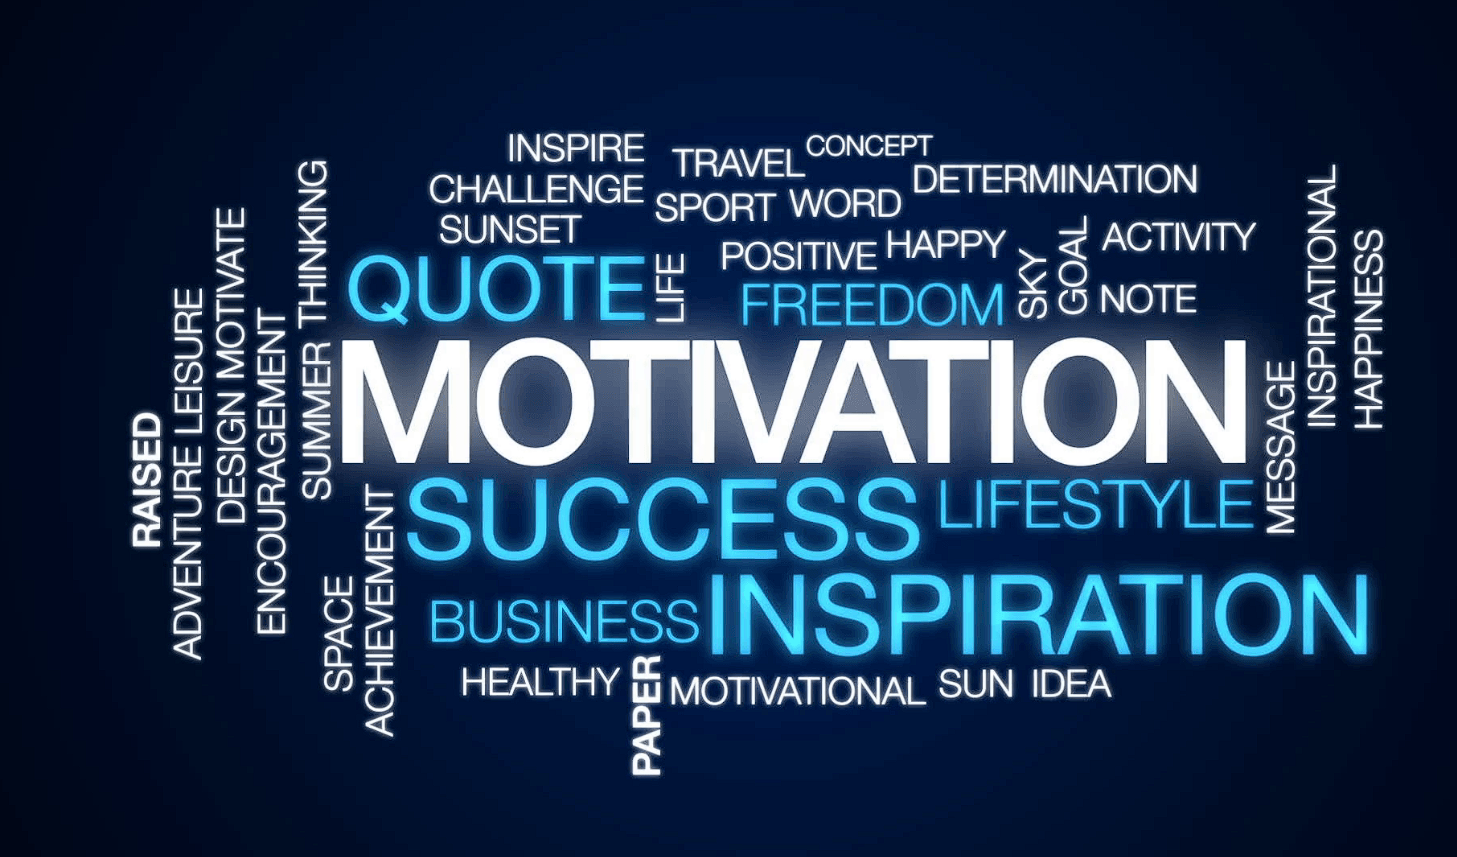 INSPIRE
TRAVEL
CONCEPT
CHALLENGE
DETERMINATION
SPORT
WORD
SUNSET
POSITIVE
HAPPY
ACTIVITY
QUOTE
LIFE
FREEDOM
SKY
GOAL
NOTE
THINKING
SUMMER
DESIGN MOTIVATE
ADVENTURE LEISURE
RAISED
ENCOURAGEMENT
MOTIVATION
INSPIRATIONAL
HAPPINESS
MESSAGE
SUCCESS
LIFESTYLE
SPACE
ACHIEVEMENT
BUSINESS
INSPIRATION
HEALTHY
PAPER
MOTIVATIONAL
SUN
IDEA